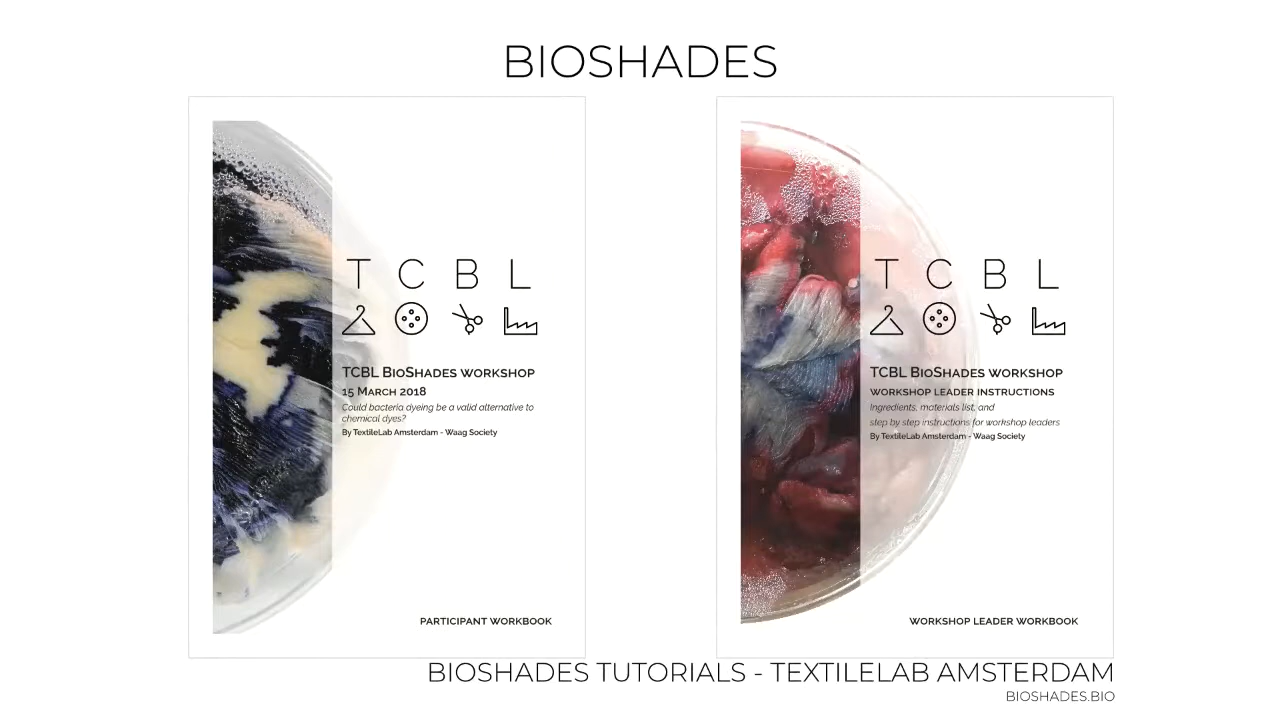 BIOSHADES
T C B L
TCBL BIOSHADES WORKSHOP
15 MARCH 2018
Could bacteria dyeing be a valid alternative to
chemical dyes?
By TextileLab Amsterdam - Waag Society
PARTICIPANT WORKBOOK
T C B L
TCBL BIOSHADES WORKSHOP
WORKSHOP LEADER INSTRUCTIONS
Ingredients, materials list, and
step by step instructions for workshop leaders
By TextileLab Amsterdam - Waag Society
WORKSHOP LEADER WORKBOOK
BIOSHADES TUTORIALS - TEXTILELAB AMSTERDAM
BIOSHADES.BIO